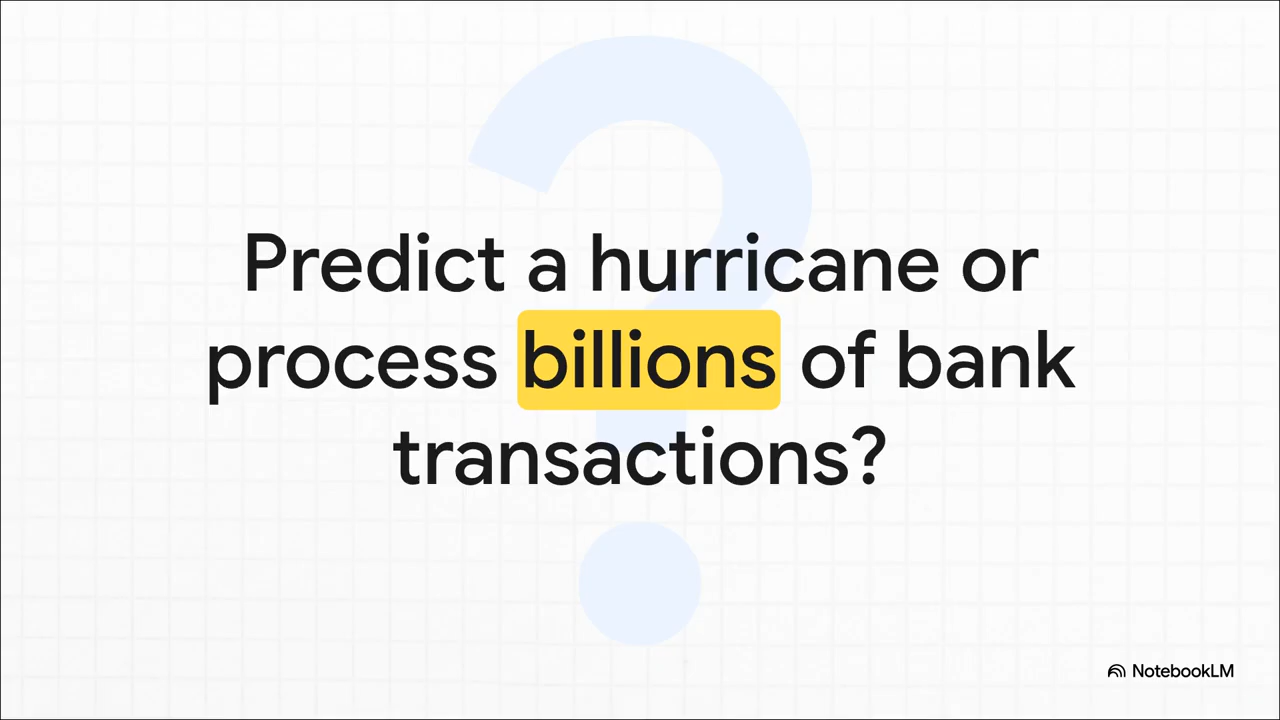 Predict a hurricane or
process billions of bank
transactions?
NotebookLM